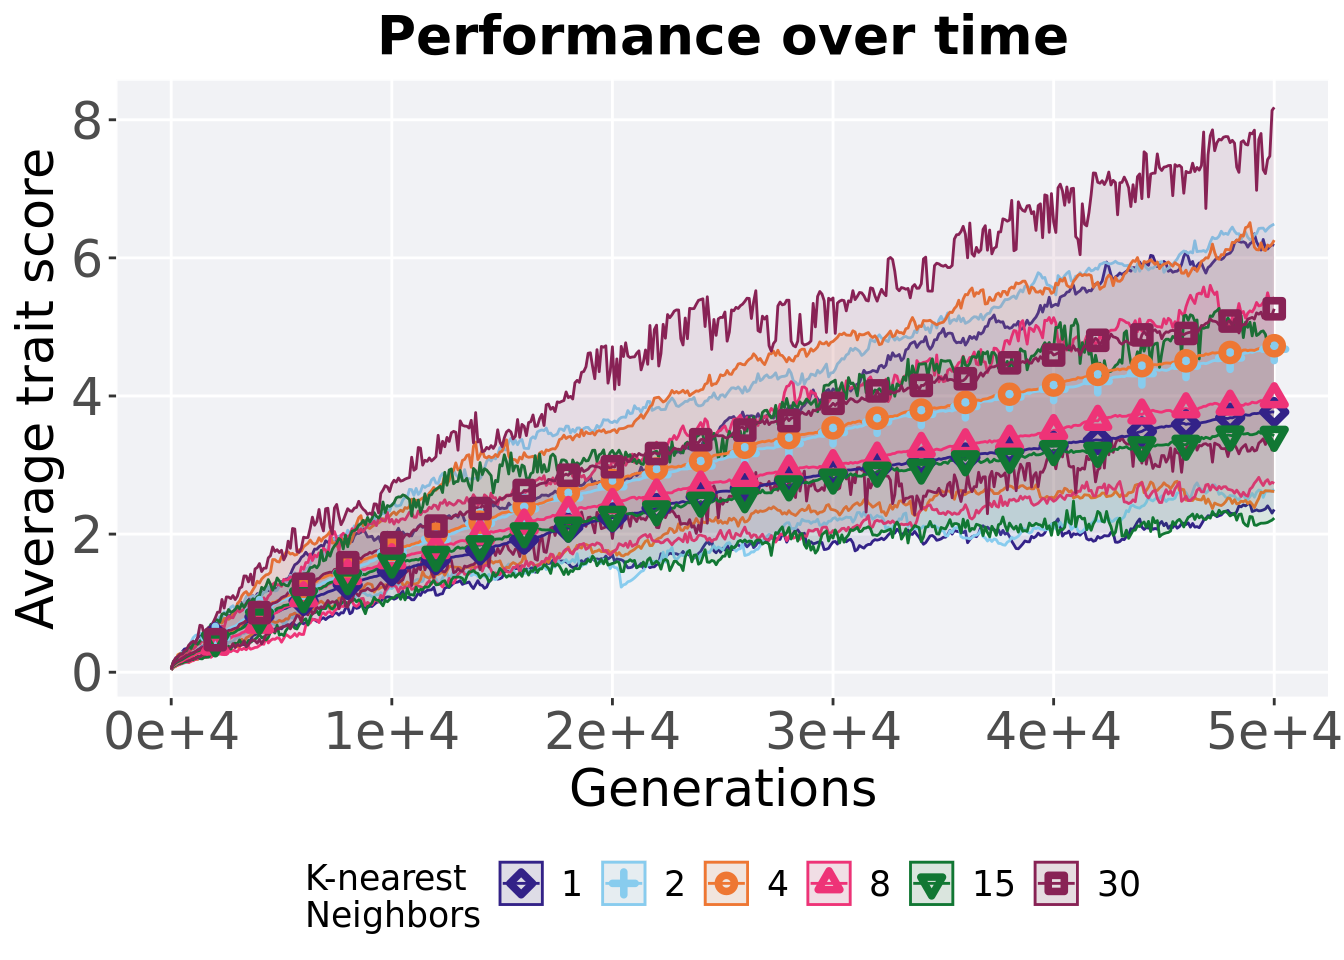 Performance over time
Average trait score
8
6
4
2
0
0e+4 1e+4 2e+4 3e+4 4e+4 5e+4
Generations
K-nearest
Neighbors
1 2 4 8 15 30